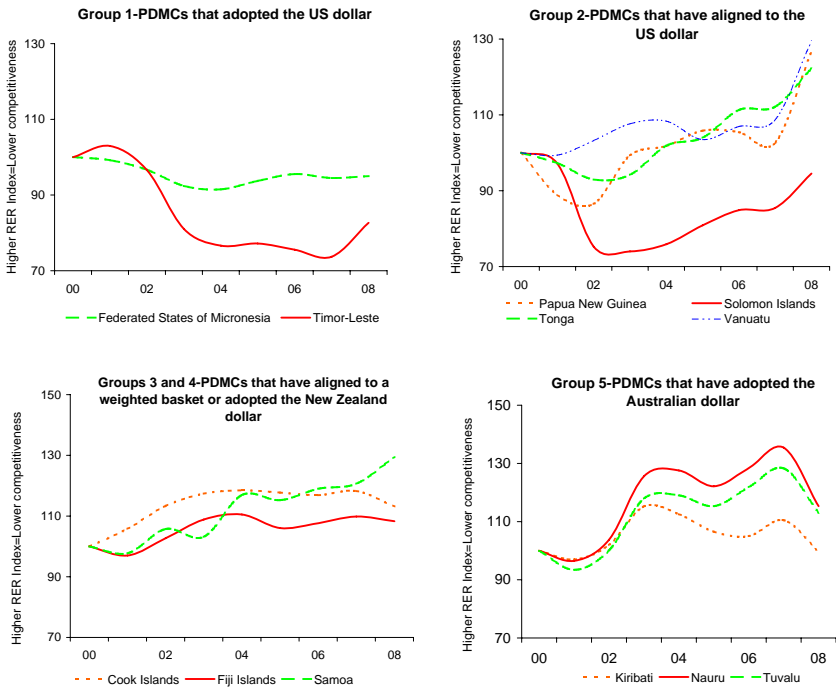 Group 1-PDMCs that adopted the US dollar
Higher RER Index=Lower competitiveness
130
110
90
70
00 02 04 06 08
Federated States of Micronesia Timor-Leste
Group 2-PDMCs that have aligned to the
US dollar
Higher RER Index=Lower competitiveness
130
110
90
70
00 02 04 06 08
Papua New Guinea Solomon Islands
Tonga Vanuatu
Groups 3 and 4-PDMCs that have aligned to a
weighted basket or adopted the New Zealand
dollar
Higher RER Index=Lower competitiveness
150
130
110
90
70
00 02 04 06 08
Cook Islands Fiji Islands Samoa
Group 5-PDMCs that have adopted the
Australian dollar
Higher RER Index=Lower competitiveness
150
130
110
90
70
00 02 04 06 08
Kiribati Nauru Tuvalu